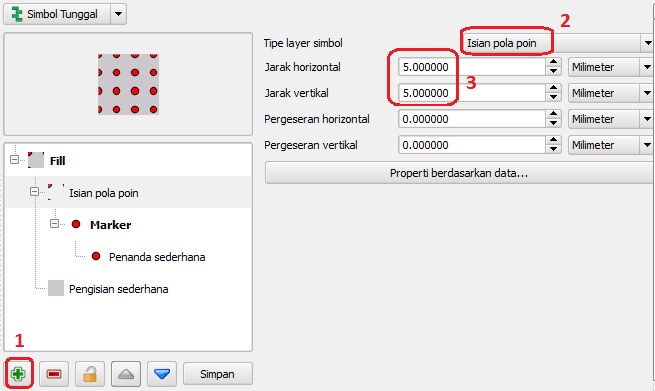 Simbol Tunggal
2
Tipe layer simbol Isian pola poin
Jarak horizontal 5.000000 Milimeter
3
Jarak vertikal 5.000000 Milimeter
Pergeseran horizontal 0.000000 Milimeter
Pergeseran vertikal 0.000000 Milimeter
Properti berdasarkan data...
Fill
Isian pola poin
Marker
Penanda sederhana
Pengisian sederhana
1
Simpan